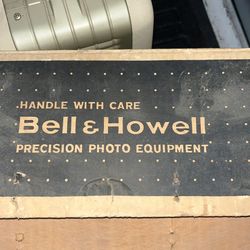 HANDLE WITH CARE
Bell & Howell
PRECISION PHOTO EQUIPMENT